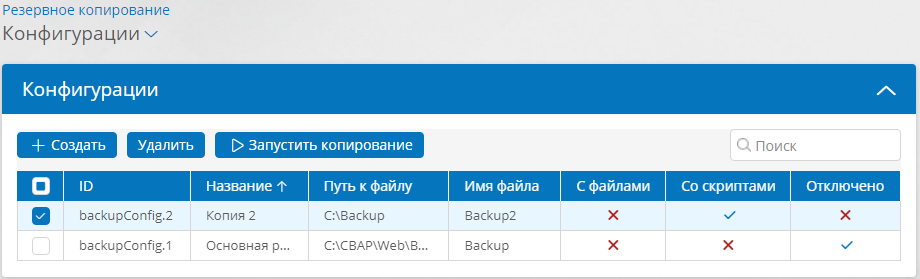 Резервное копирование
Конфигурации
Конфигурации
Создать Удалить Запустить копирование Поиск
ID Название Путь к файлу Имя файла С файлами Со скриптами Отключено
backupConfig.2 Копия 2 C:\Backup Backup2
backupConfig.1 Основная р... C:\CBAP\Web\B... Backup